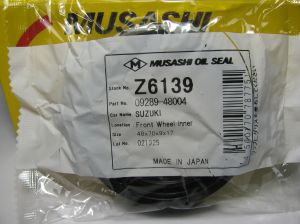 MUSASHI
M MUSASHI OIL SEAL
Stock No. Z6139
Part No. 09289-48004
Car Name SUZUKI
Location Front Wheel Inner
Size 48x70x9x17
Lot No. 021025
MADE IN JAPAN